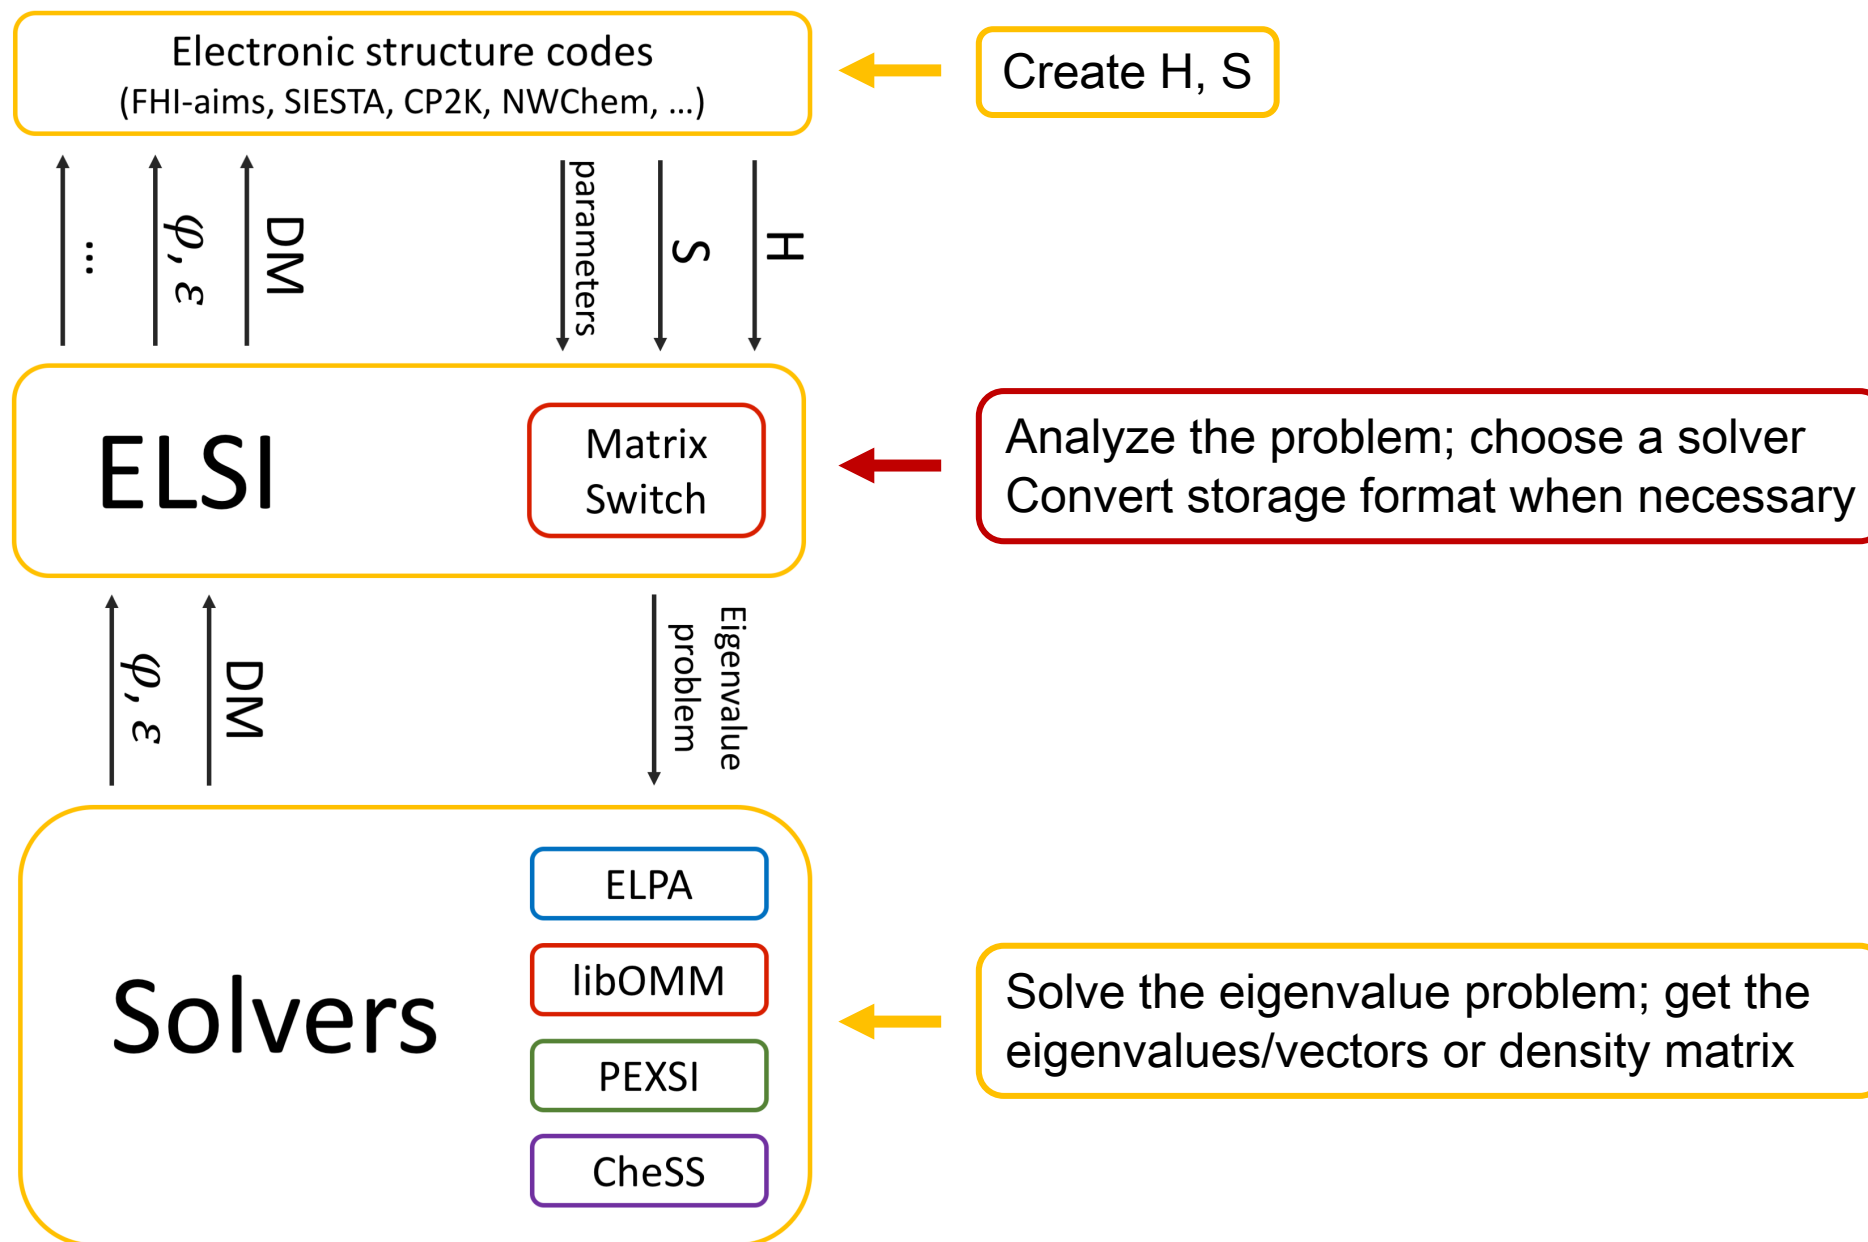 Electronic structure codes
(FHI-aims, SIESTA, CP2K, NWChem, ...)
Create H, S
...
φ, ε
DM
parameters
S
H
ELSI
Matrix
Switch
Analyze the problem; choose a solver
Convert storage format when necessary
φ, ε
DM
Eigenvalue
problem
Solvers
ELPA
libOMM
PEXSI
CheSS
Solve the eigenvalue problem; get the
eigenvalues/vectors or density matrix